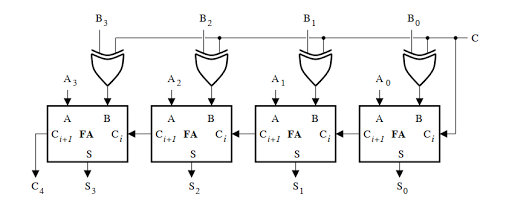 B3 B2 B1 B0
C
A3 A2 A1 A0
A B A B A B A B
Ci+1 FA Ci Ci+1 FA Ci Ci+1 FA Ci Ci+1 FA Ci
S S S S
C4 S3 S2 S1 S0